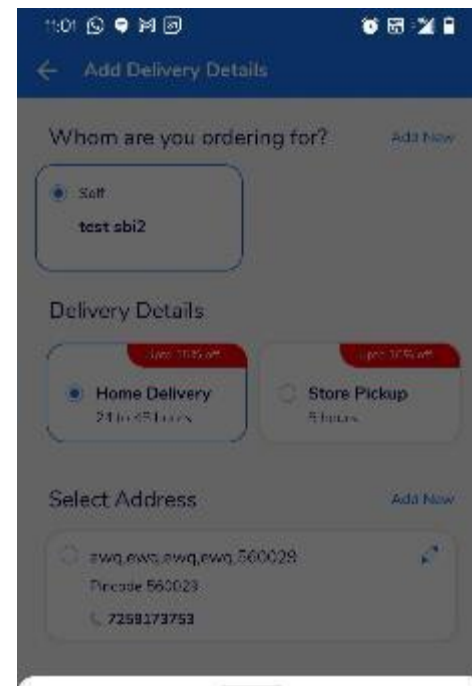 11:01
Add Delivery Details
Whom are you ordering for? Add New
Self
test sbi2
Delivery Details
Home Delivery
Store Pickup
Select Address Add New
ewq,ewq,ewq,ewq,560029
Pincode 560029
7259173753